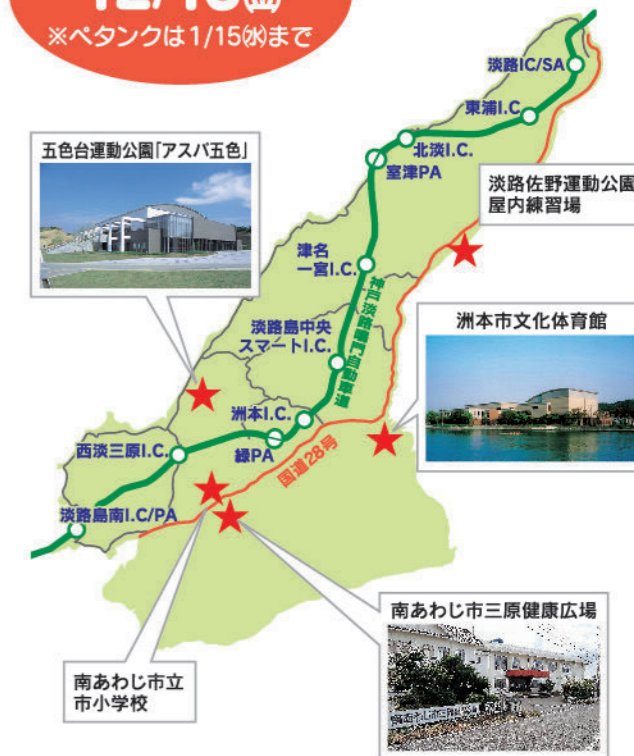 ※ペタンクは1/15㈬まで
淡路IC/SA
東浦I.C.
北淡I.C.
室津PA
五色台運動公園｢アスパ五色｣
淡路佐野運動公園
屋内練習場
津名
一宮I.C.
神戸淡路鳴門自動車道
淡路島中央
スマートI.C.
洲本市文化体育館
洲本I.C.
緑PA
西淡三原I.C.
国道28号
淡路島南I.C/PA
南あわじ市三原健康広場
南あわじ市立
市小学校